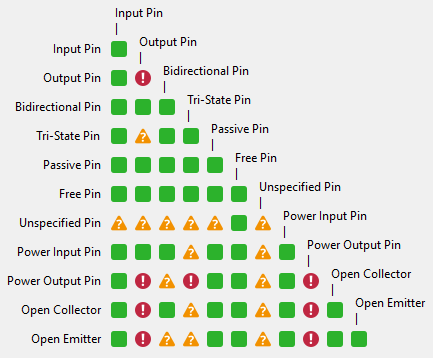 Input Pin
Input Pin
Output Pin
Output Pin
Bidirectional Pin
Bidirectional Pin
Tri-State Pin
Tri-State Pin
Passive Pin
Passive Pin
Free Pin
Free Pin
Unspecified Pin
Unspecified Pin
Power Input Pin
Power Input Pin
Power Output Pin
Power Output Pin
Open Collector
Open Collector
Open Emitter
Open Emitter